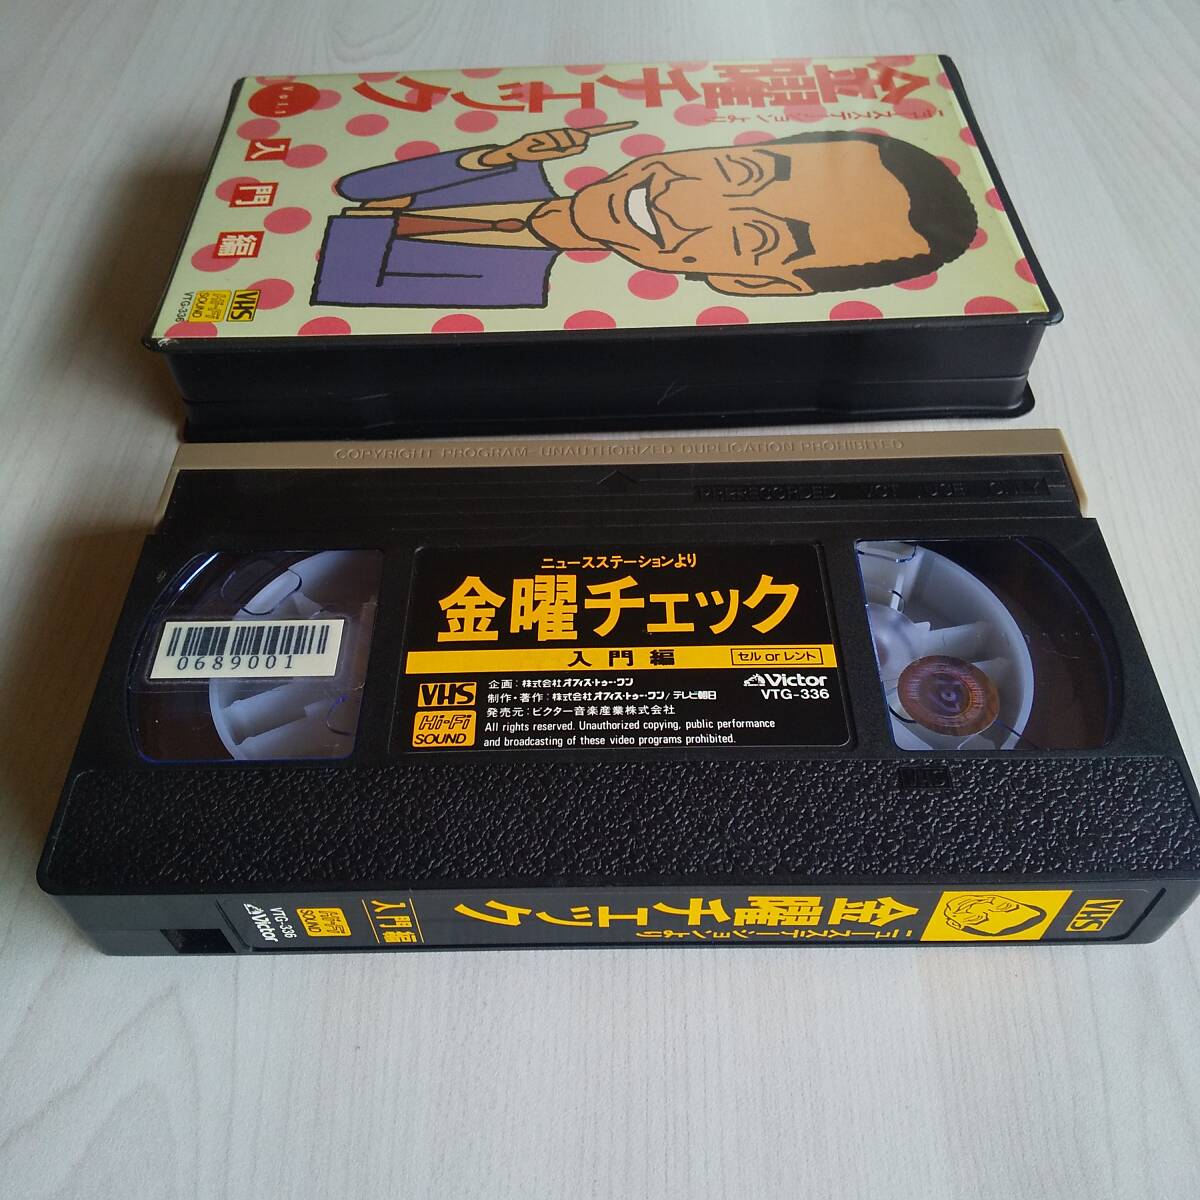 ニュースステーションより
金曜チェック
Vol.1
入門編
VHS
Hi-Fi
SOUND
VTG-336
COPYRIGHT PROGRAM-UNAUTHORIZED DUPLICATION PROHIBITED
0689001
ニュースステーションより
金曜チェック
入門編
セル or レント
VHS
Hi-Fi
SOUND
企画：株式会社オフィス・トゥー・ワン
制作・著作：株式会社オフィス・トゥー・ワン/テレビ朝日
発売元：ビクター音楽産業株式会社
All rights reserved. Unauthorized copying, public performance
and broadcasting of these video programs prohibited.
Victor
VTG-336
VHS
VHS
ニュースステーションより
金曜チェック
入門編
Hi-Fi
SOUND
VTG-336
Victor